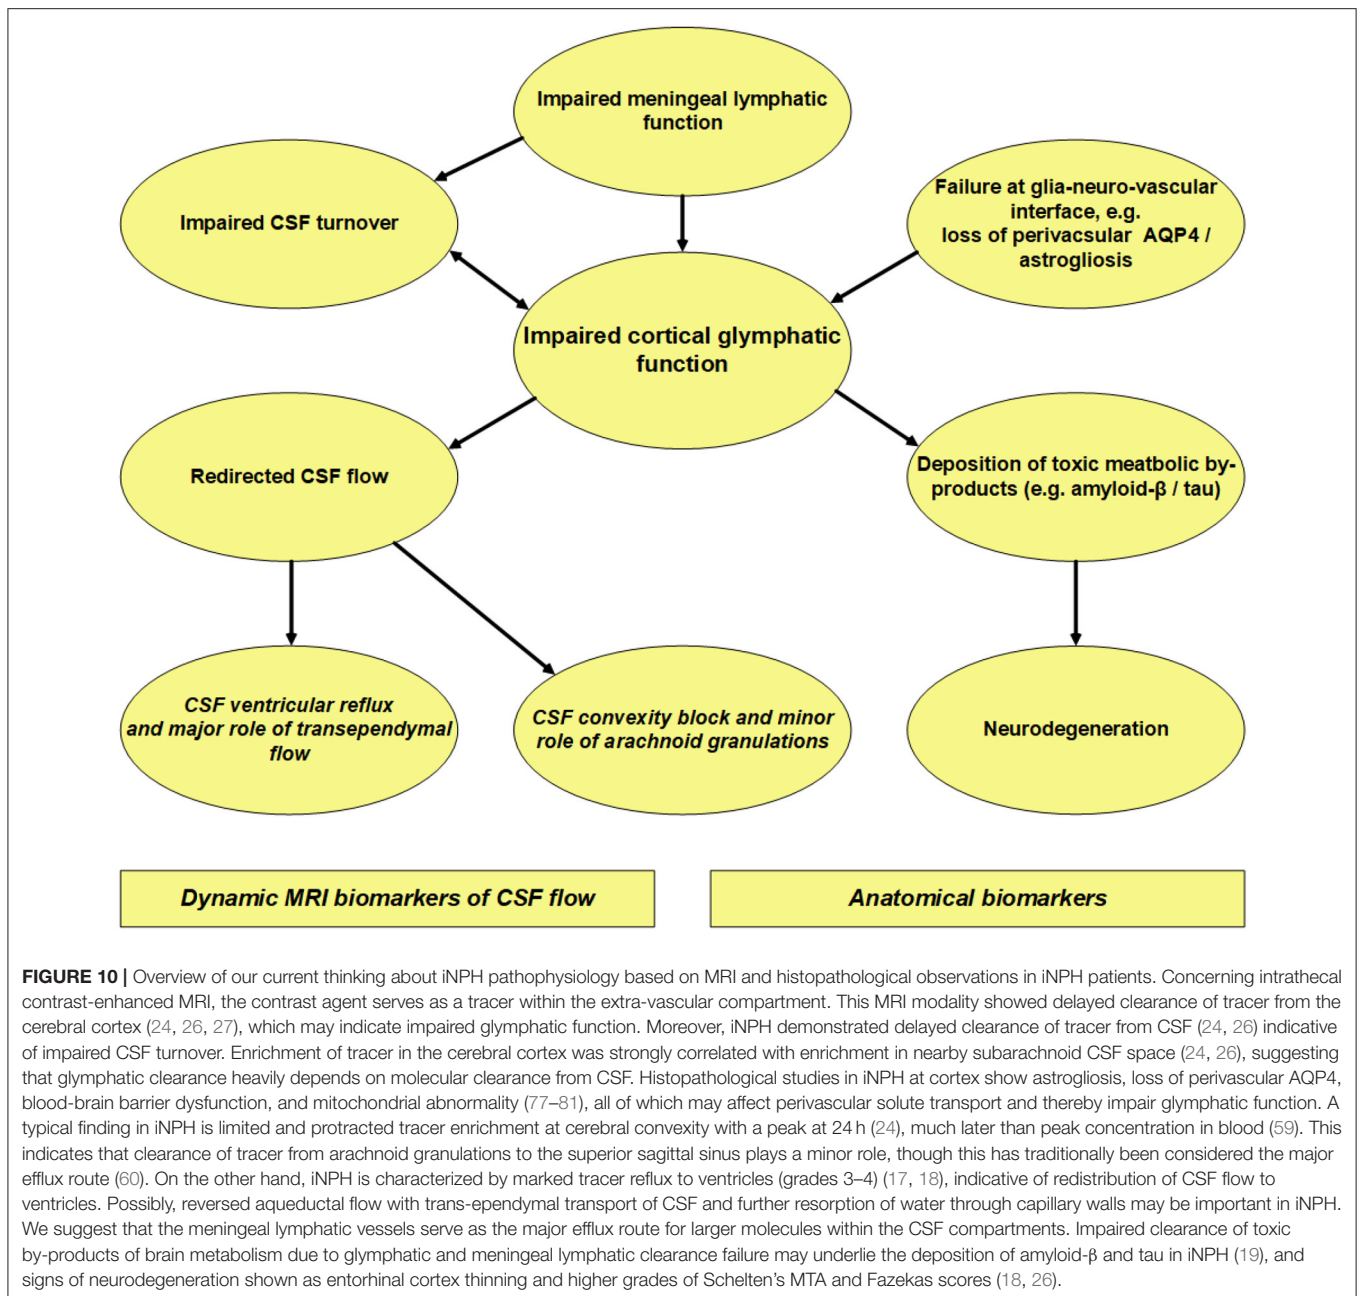 Impaired meningeal lymphatic
function
Impaired CSF turnover
Failure at glia-neuro-vascular
interface, e.g.
loss of perivacsular AQP4 /
astrogliosis
Impaired cortical glymphatic
function
Redirected CSF flow
Deposition of toxic meatbolic by-
products (e.g. amyloid-β / tau)
CSF ventricular reflux
and major role of transependymal
flow
CSF convexity block and minor
role of arachnoid granulations
Neurodegeneration
Dynamic MRI biomarkers of CSF flow
Anatomical biomarkers
FIGURE 10 | Overview of our current thinking about iNPH pathophysiology based on MRI and histopathological observations in iNPH patients. Concerning intrathecal
contrast-enhanced MRI, the contrast agent serves as a tracer within the extra-vascular compartment. This MRI modality showed delayed clearance of tracer from the
cerebral cortex (24, 26, 27), which may indicate impaired glymphatic function. Moreover, iNPH demonstrated delayed clearance of tracer from CSF (24, 26) indicative
of impaired CSF turnover. Enrichment of tracer in the cerebral cortex was strongly correlated with enrichment in nearby subarachnoid CSF space (24, 26), suggesting
that glymphatic clearance heavily depends on molecular clearance from CSF. Histopathological studies in iNPH at cortex show astrogliosis, loss of perivascular AQP4,
blood-brain barrier dysfunction, and mitochondrial abnormality (77–81), all of which may affect perivascular solute transport and thereby impair glymphatic function. A
typical finding in iNPH is limited and protracted tracer enrichment at cerebral convexity with a peak at 24 h (24), much later than peak concentration in blood (59). This
indicates that clearance of tracer from arachnoid granulations to the superior sagittal sinus plays a minor role, though this has traditionally been considered the major
efflux route (60). On the other hand, iNPH is characterized by marked tracer reflux to ventricles (grades 3–4) (17, 18), indicative of redistribution of CSF flow to
ventricles. Possibly, reversed aqueductal flow with trans-ependymal transport of CSF and further resorption of water through capillary walls may be important in iNPH.
We suggest that the meningeal lymphatic vessels serve as the major efflux route for larger molecules within the CSF compartments. Impaired clearance of toxic
by-products of brain metabolism due to glymphatic and meningeal lymphatic clearance failure may underlie the deposition of amyloid-β and tau in iNPH (19), and
signs of neurodegeneration shown as entorhinal cortex thinning and higher grades of Schelten's MTA and Fazekas scores (18, 26).